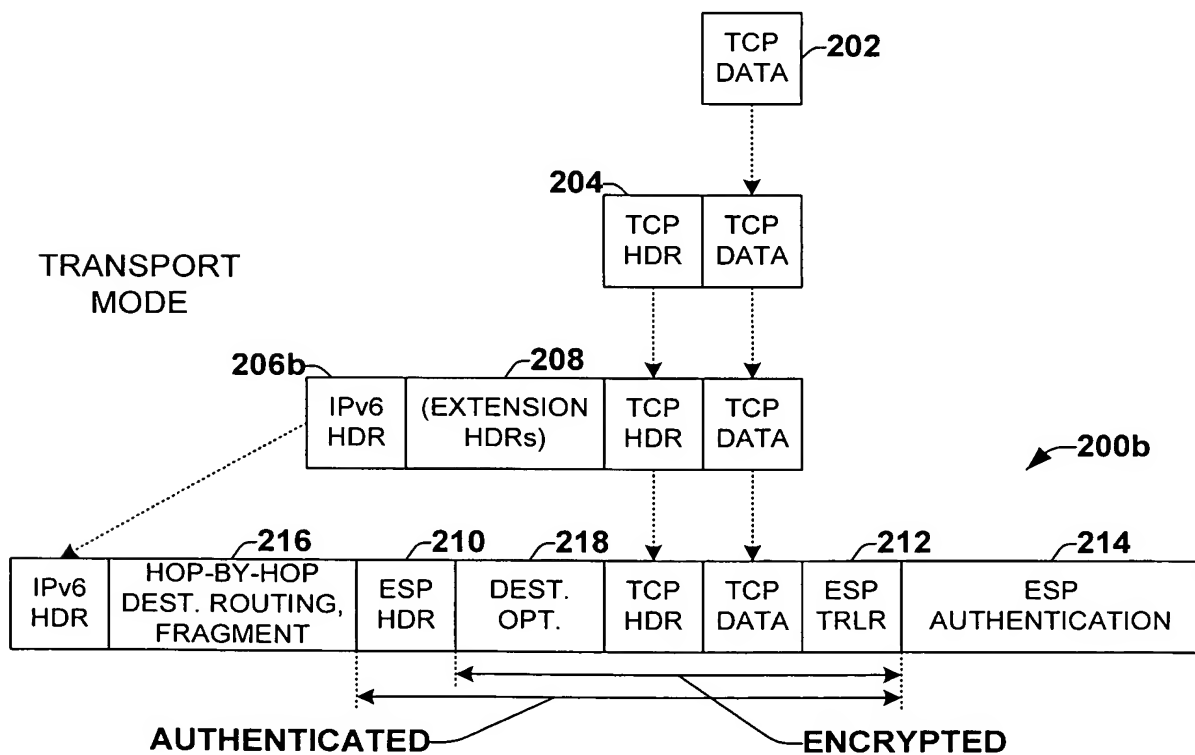 TCP
DATA
202
204
TCP
HDR
TCP
DATA
TRANSPORT
MODE
206b
208
IPv6
HDR
(EXTENSION
HDRs)
TCP
HDR
TCP
DATA
200b
216
210
218
212
214
IPv6
HDR
HOP-BY-HOP
DEST. ROUTING,
FRAGMENT
ESP
HDR
DEST.
OPT.
TCP
HDR
TCP
DATA
ESP
TRLR
ESP
AUTHENTICATION
AUTHENTICATED
ENCRYPTED